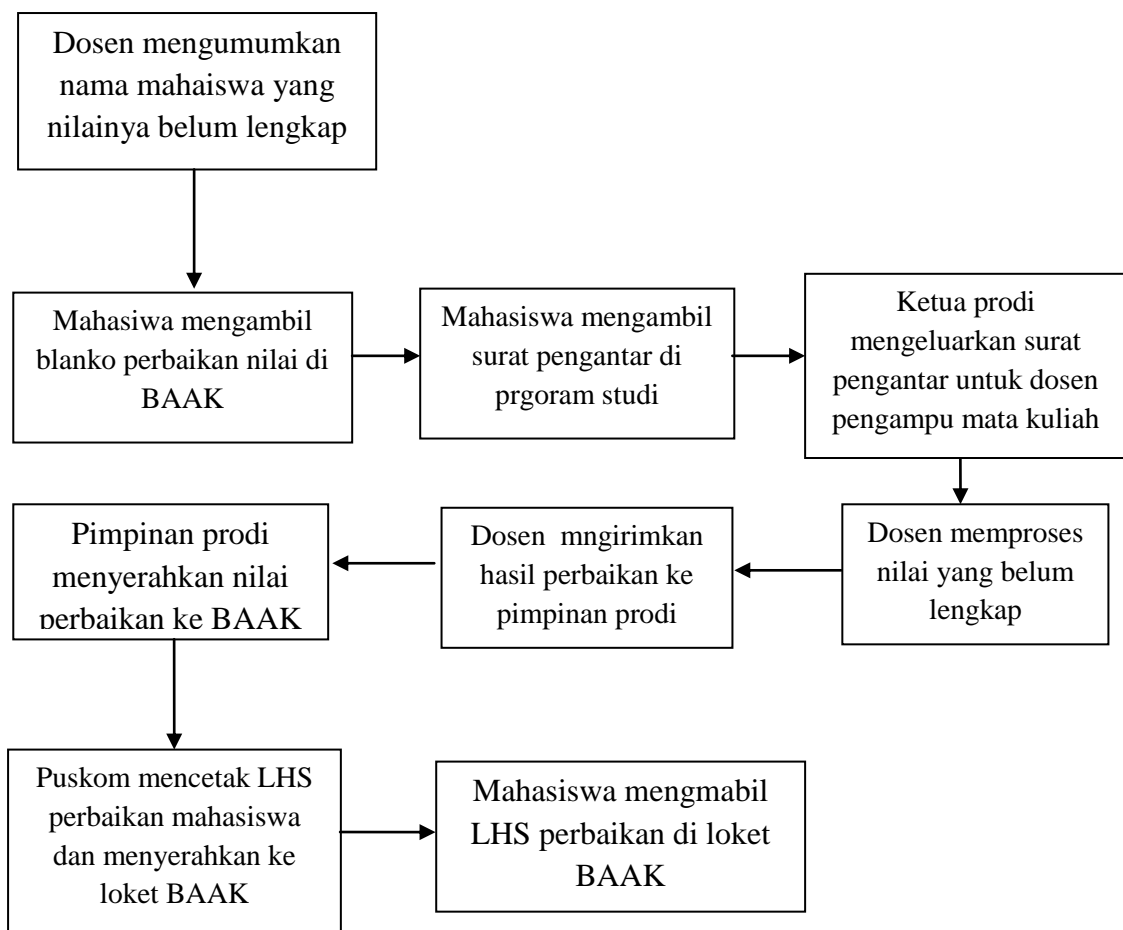 Dosen mengumumkan
nama mahaiswa yang
nilainya belum lengkap
Mahasiwa mengambil
blanko perbaikan nilai di
BAAK
Mahasiswa mengambil
surat pengantar di
prgoram studi
Ketua prodi
mengeluarkan surat
pengantar untuk dosen
pengampu mata kuliah
Dosen memproses
nilai yang belum
lengkap
Dosen mngirimkan
hasil perbaikan ke
pimpinan prodi
Pimpinan prodi
menyerahkan nilai
perbaikan ke BAAK
Puskom mencetak LHS
perbaikan mahasiswa
dan menyerahkan ke
loket BAAK
Mahasiswa mengmabil
LHS perbaikan di loket
BAAK